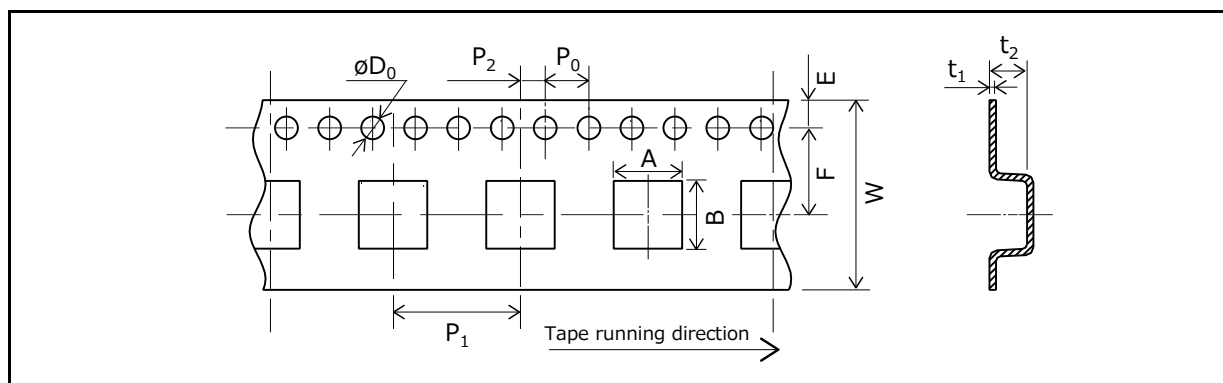 P₂
P₀
øD₀
E
t₂
t₁
A
F
W
B
P₁
Tape running direction